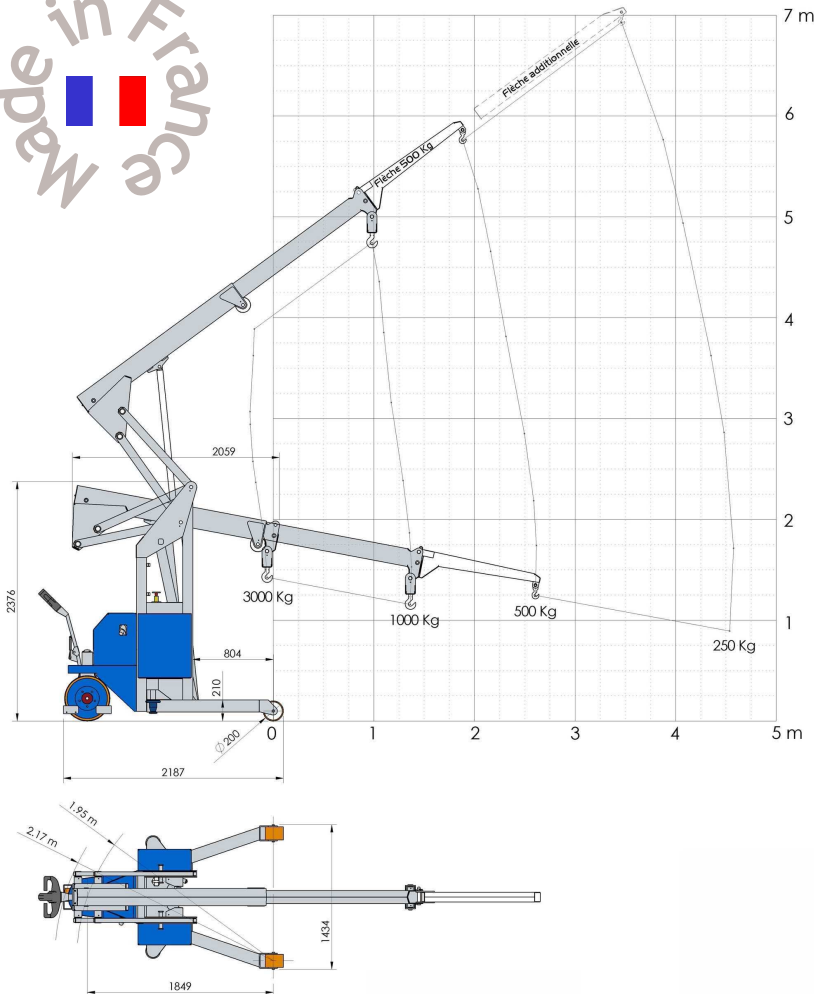 Made in France
7 m
Flèche additionnelle
6
Flèche 500 Kg
5
4
3
2059
2
2376
3000 Kg
1000 Kg
500 Kg
1
250 Kg
804
210
Ø200
0
1
2
3
4
5 m
2187
1.95 m
2.17 m
1434
1849